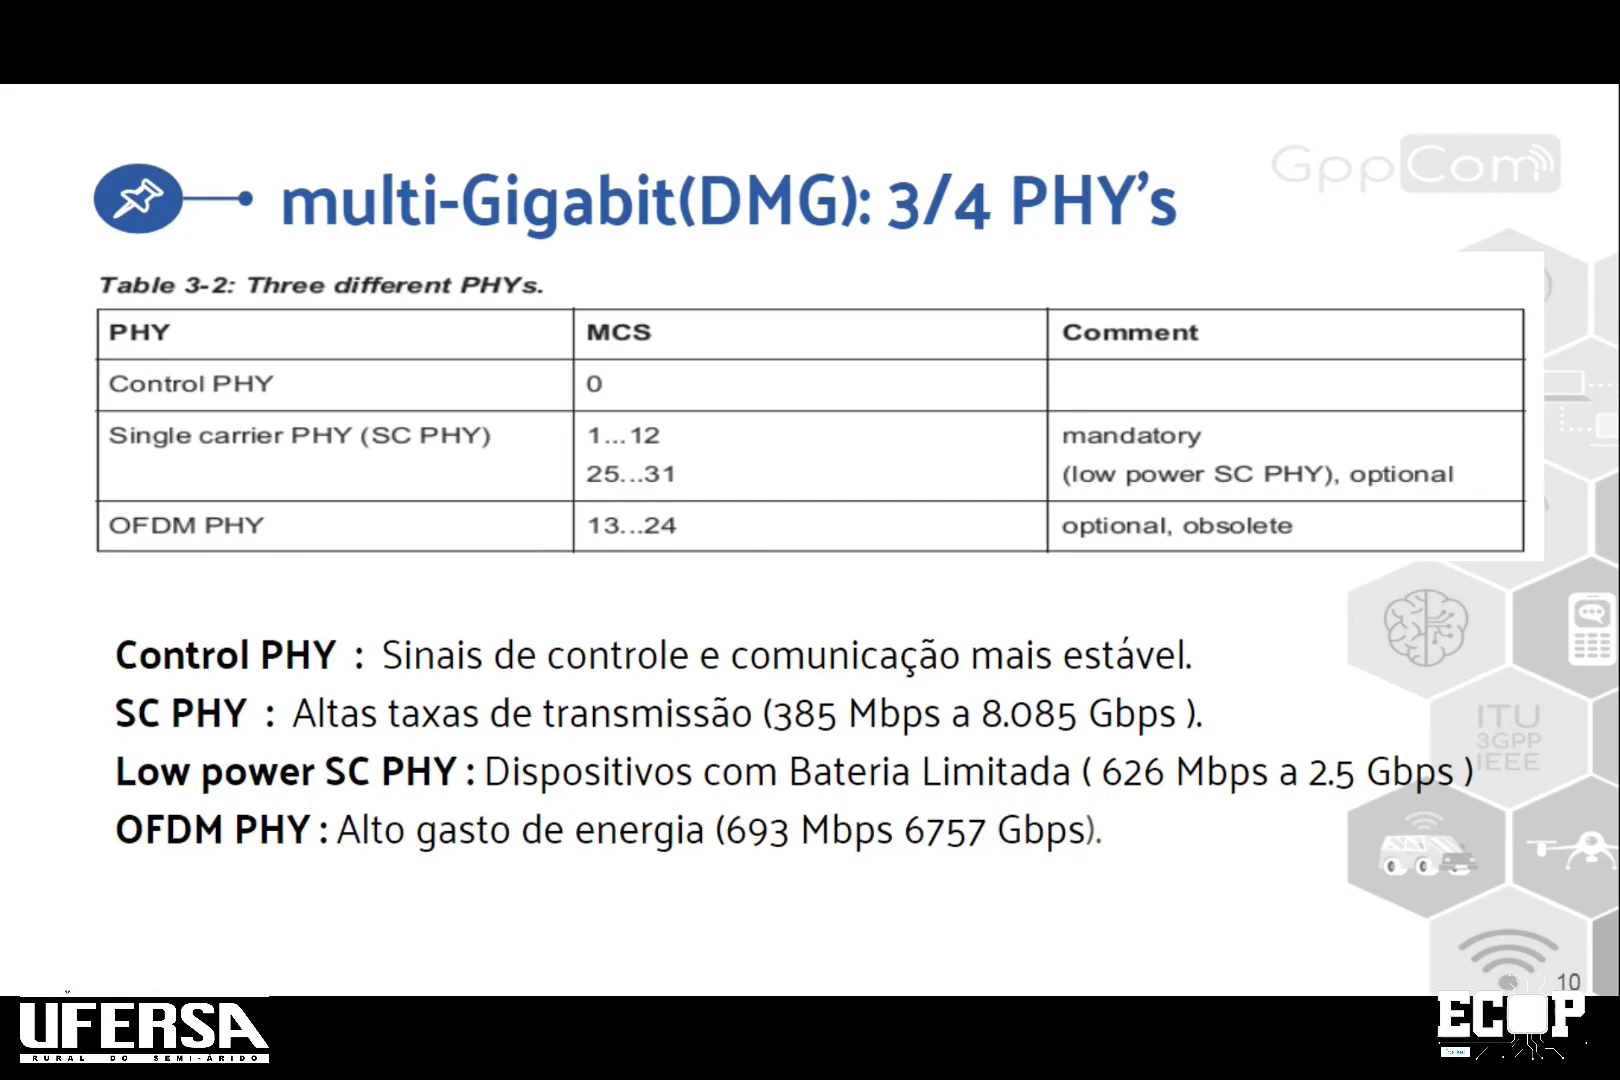 GppCom
multi-Gigabit(DMG): 3/4 PHY's
Table 3-2: Three different PHYs.
PHY MCS Comment
Control PHY 0
Single carrier PHY (SC PHY) 1...12 mandatory
25...31 (low power SC PHY), optional
OFDM PHY 13...24 optional, obsolete
Control PHY : Sinais de controle e comunicação mais estável.
SC PHY : Altas taxas de transmissão (385 Mbps a 8.085 Gbps ).
ITU
3GPP
IEEE
Low power SC PHY : Dispositivos com Bateria Limitada ( 626 Mbps a 2.5 Gbps )
OFDM PHY : Alto gasto de energia (693 Mbps 6757 Gbps).
10
UFERSA
RURAL DO SEMI-ÁRIDO
ECOP